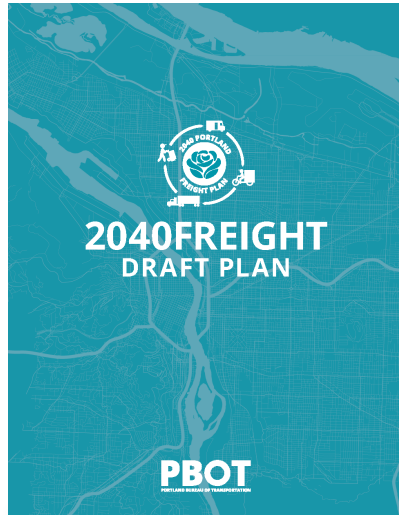 2040 PORTLAND
FREIGHT PLAN
2040FREIGHT
DRAFT PLAN
PBOT
PORTLAND BUREAU OF TRANSPORTATION